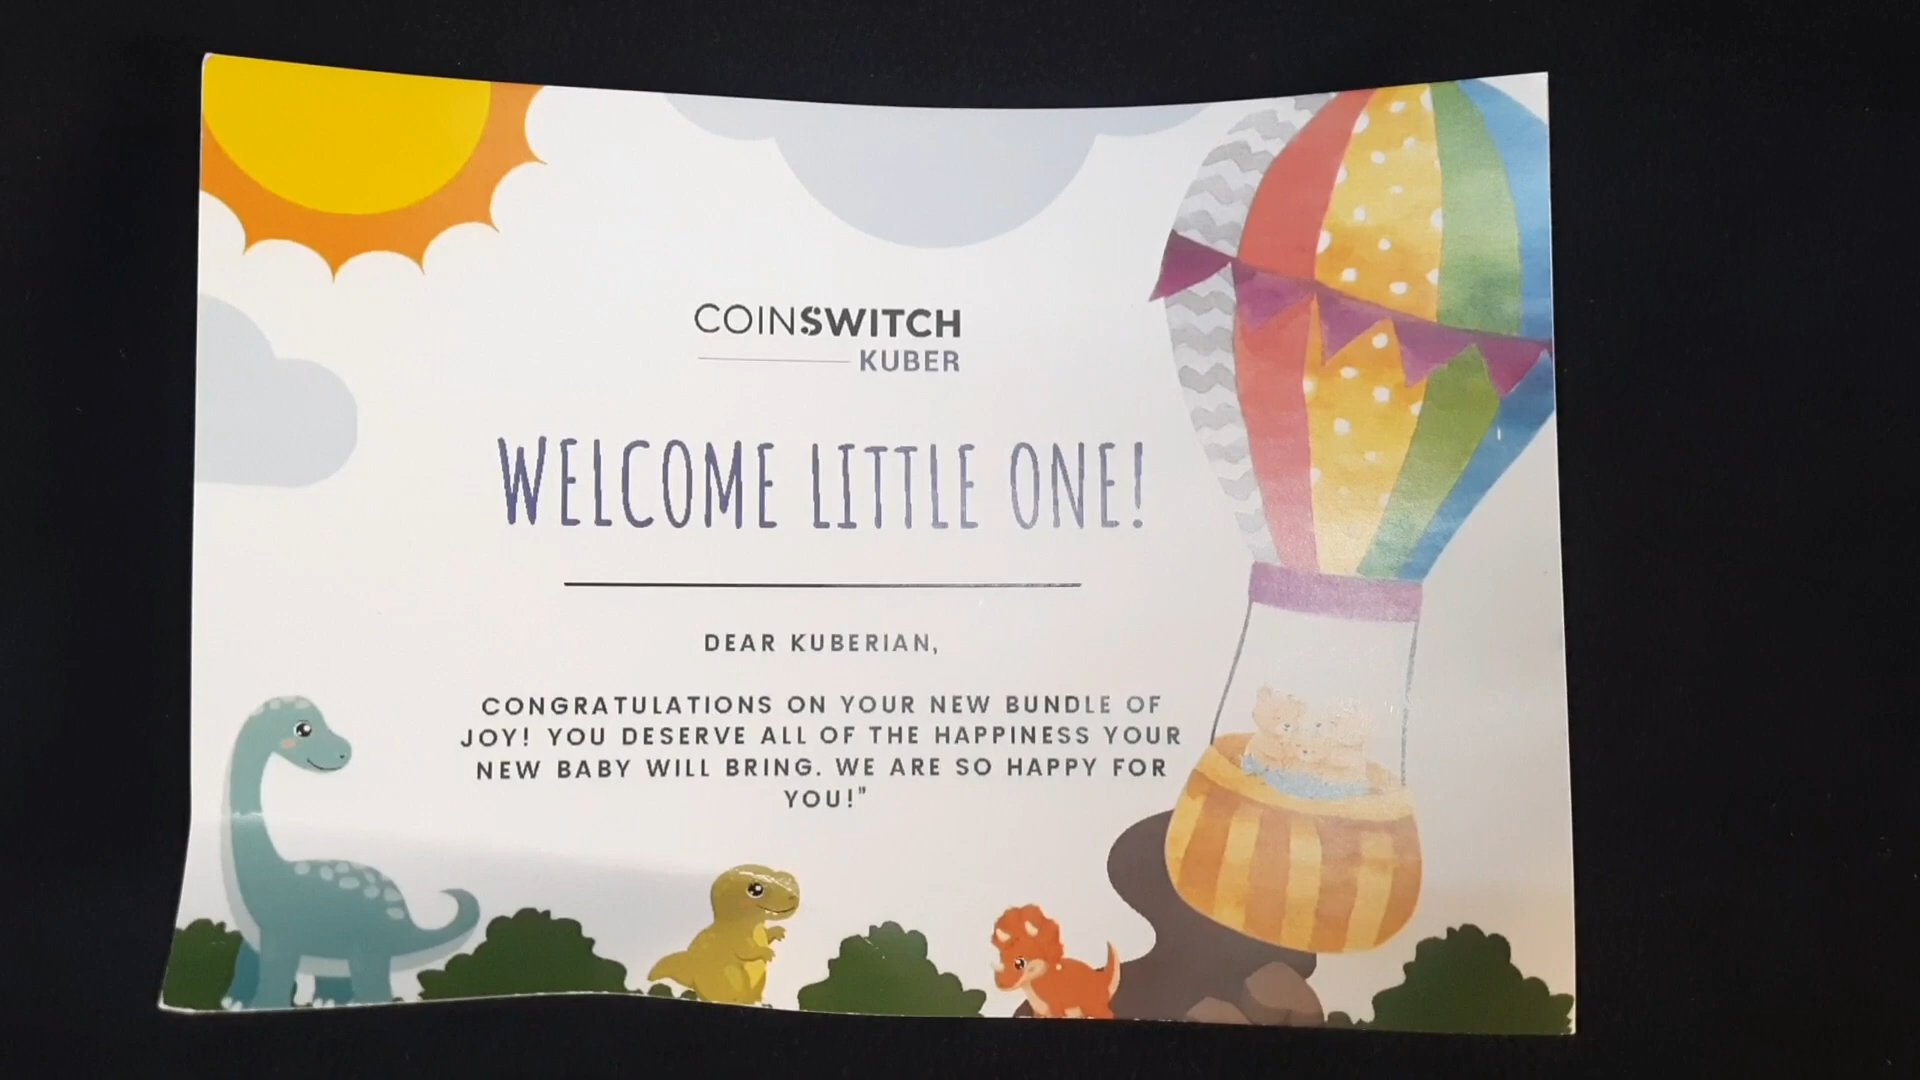 COINSWITCH
KUBER
WELCOME LITTLE ONE!
DEAR KUBERIAN,
CONGRATULATIONS ON YOUR NEW BUNDLE OF
JOY! YOU DESERVE ALL OF THE HAPPINESS YOUR
NEW BABY WILL BRING. WE ARE SO HAPPY FOR
YOU!"